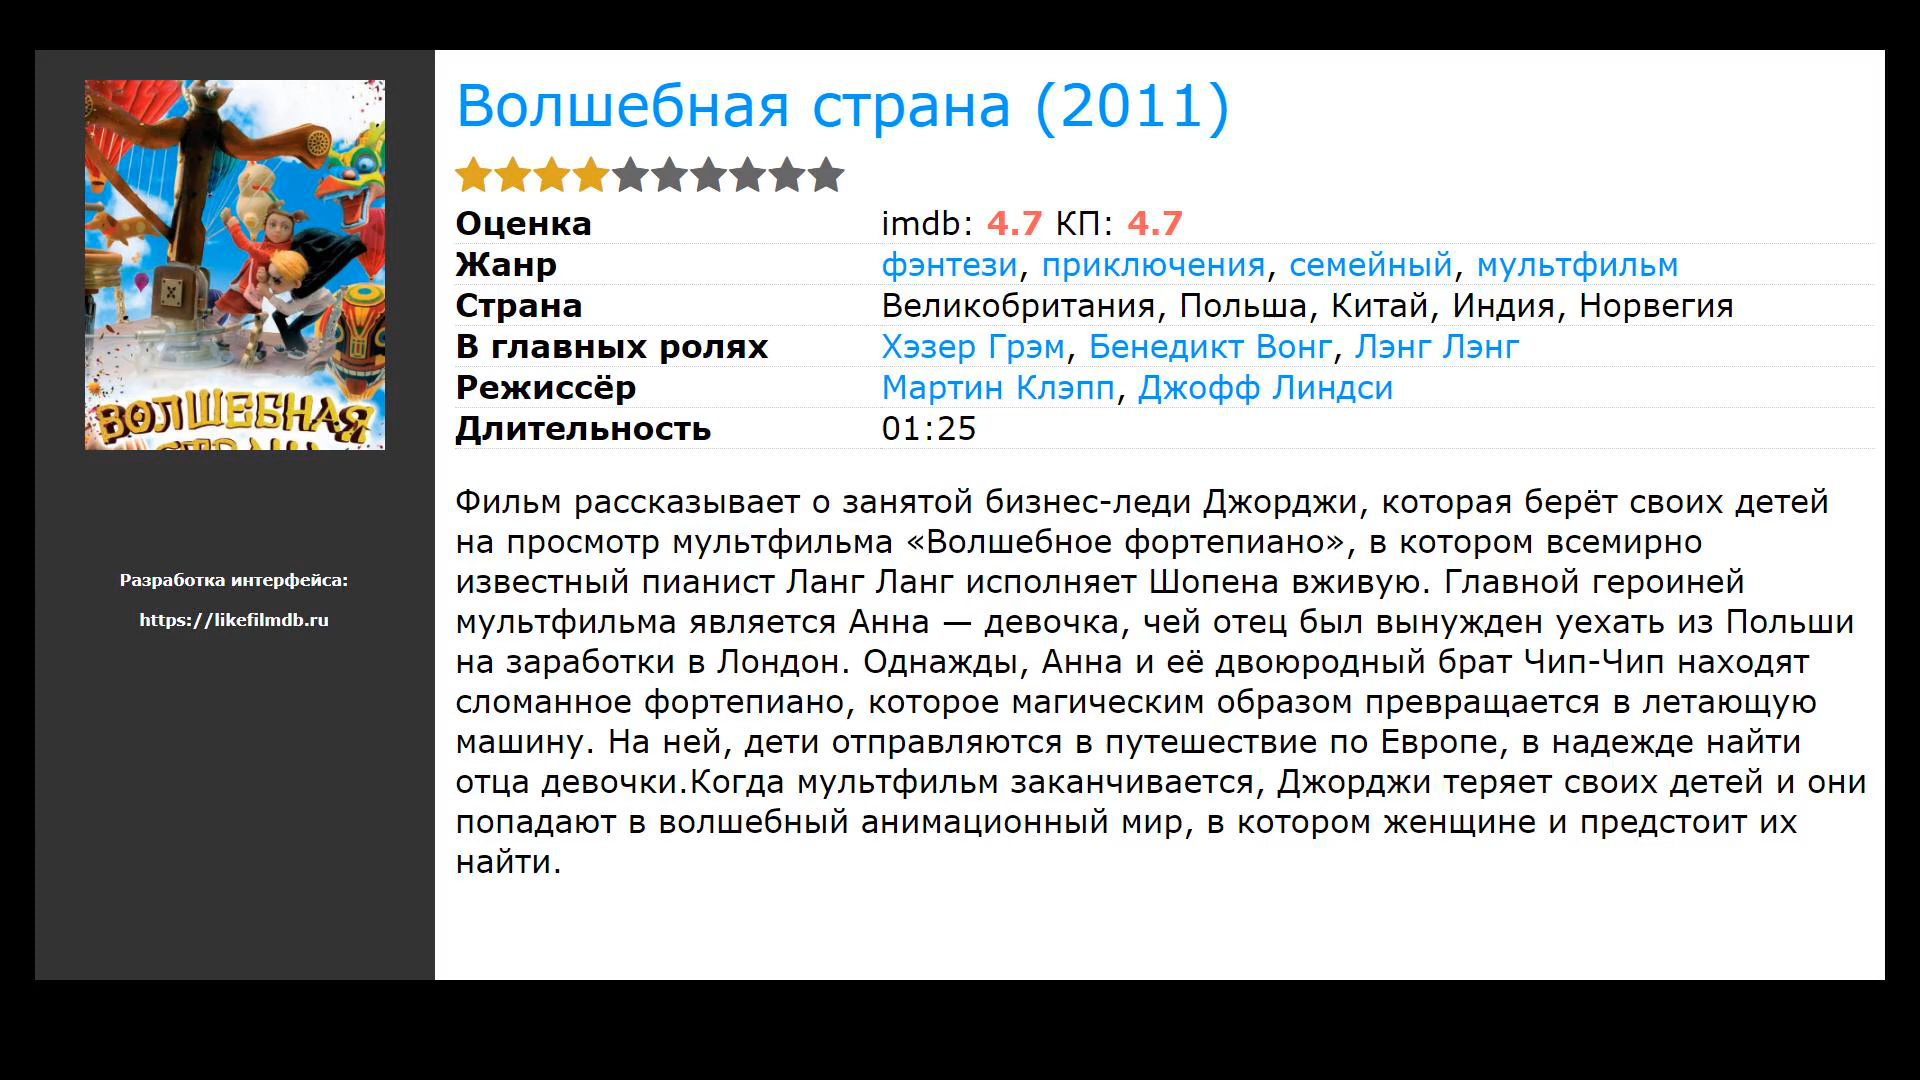 Волшебная страна (2011)
Оценка imdb: 4.7 КП: 4.7
Жанр фэнтези, приключения, семейный, мультфильм
Страна Великобритания, Польша, Китай, Индия, Норвегия
В главных ролях Хэзер Грэм, Бенедикт Вонг, Лэнг Лэнг
Режиссёр Мартин Клэпп, Джофф Линдси
Длительность 01:25
Фильм рассказывает о занятой бизнес-леди Джорджи, которая берёт своих детей
на просмотр мультфильма «Волшебное фортепиано», в котором всемирно
известный пианист Ланг Ланг исполняет Шопена вживую. Главной героиней
мультфильма является Анна — девочка, чей отец был вынужден уехать из Польши
на заработки в Лондон. Однажды, Анна и её двоюродный брат Чип-Чип находят
сломанное фортепиано, которое магическим образом превращается в летающую
машину. На ней, дети отправляются в путешествие по Европе, в надежде найти
отца девочки.Когда мультфильм заканчивается, Джорджи теряет своих детей и они
попадают в волшебный анимационный мир, в котором женщине и предстоит их
найти.
ВОЛШЕБНАЯ
СТРАНА
Разработка интерфейса:
https://likefilmdb.ru